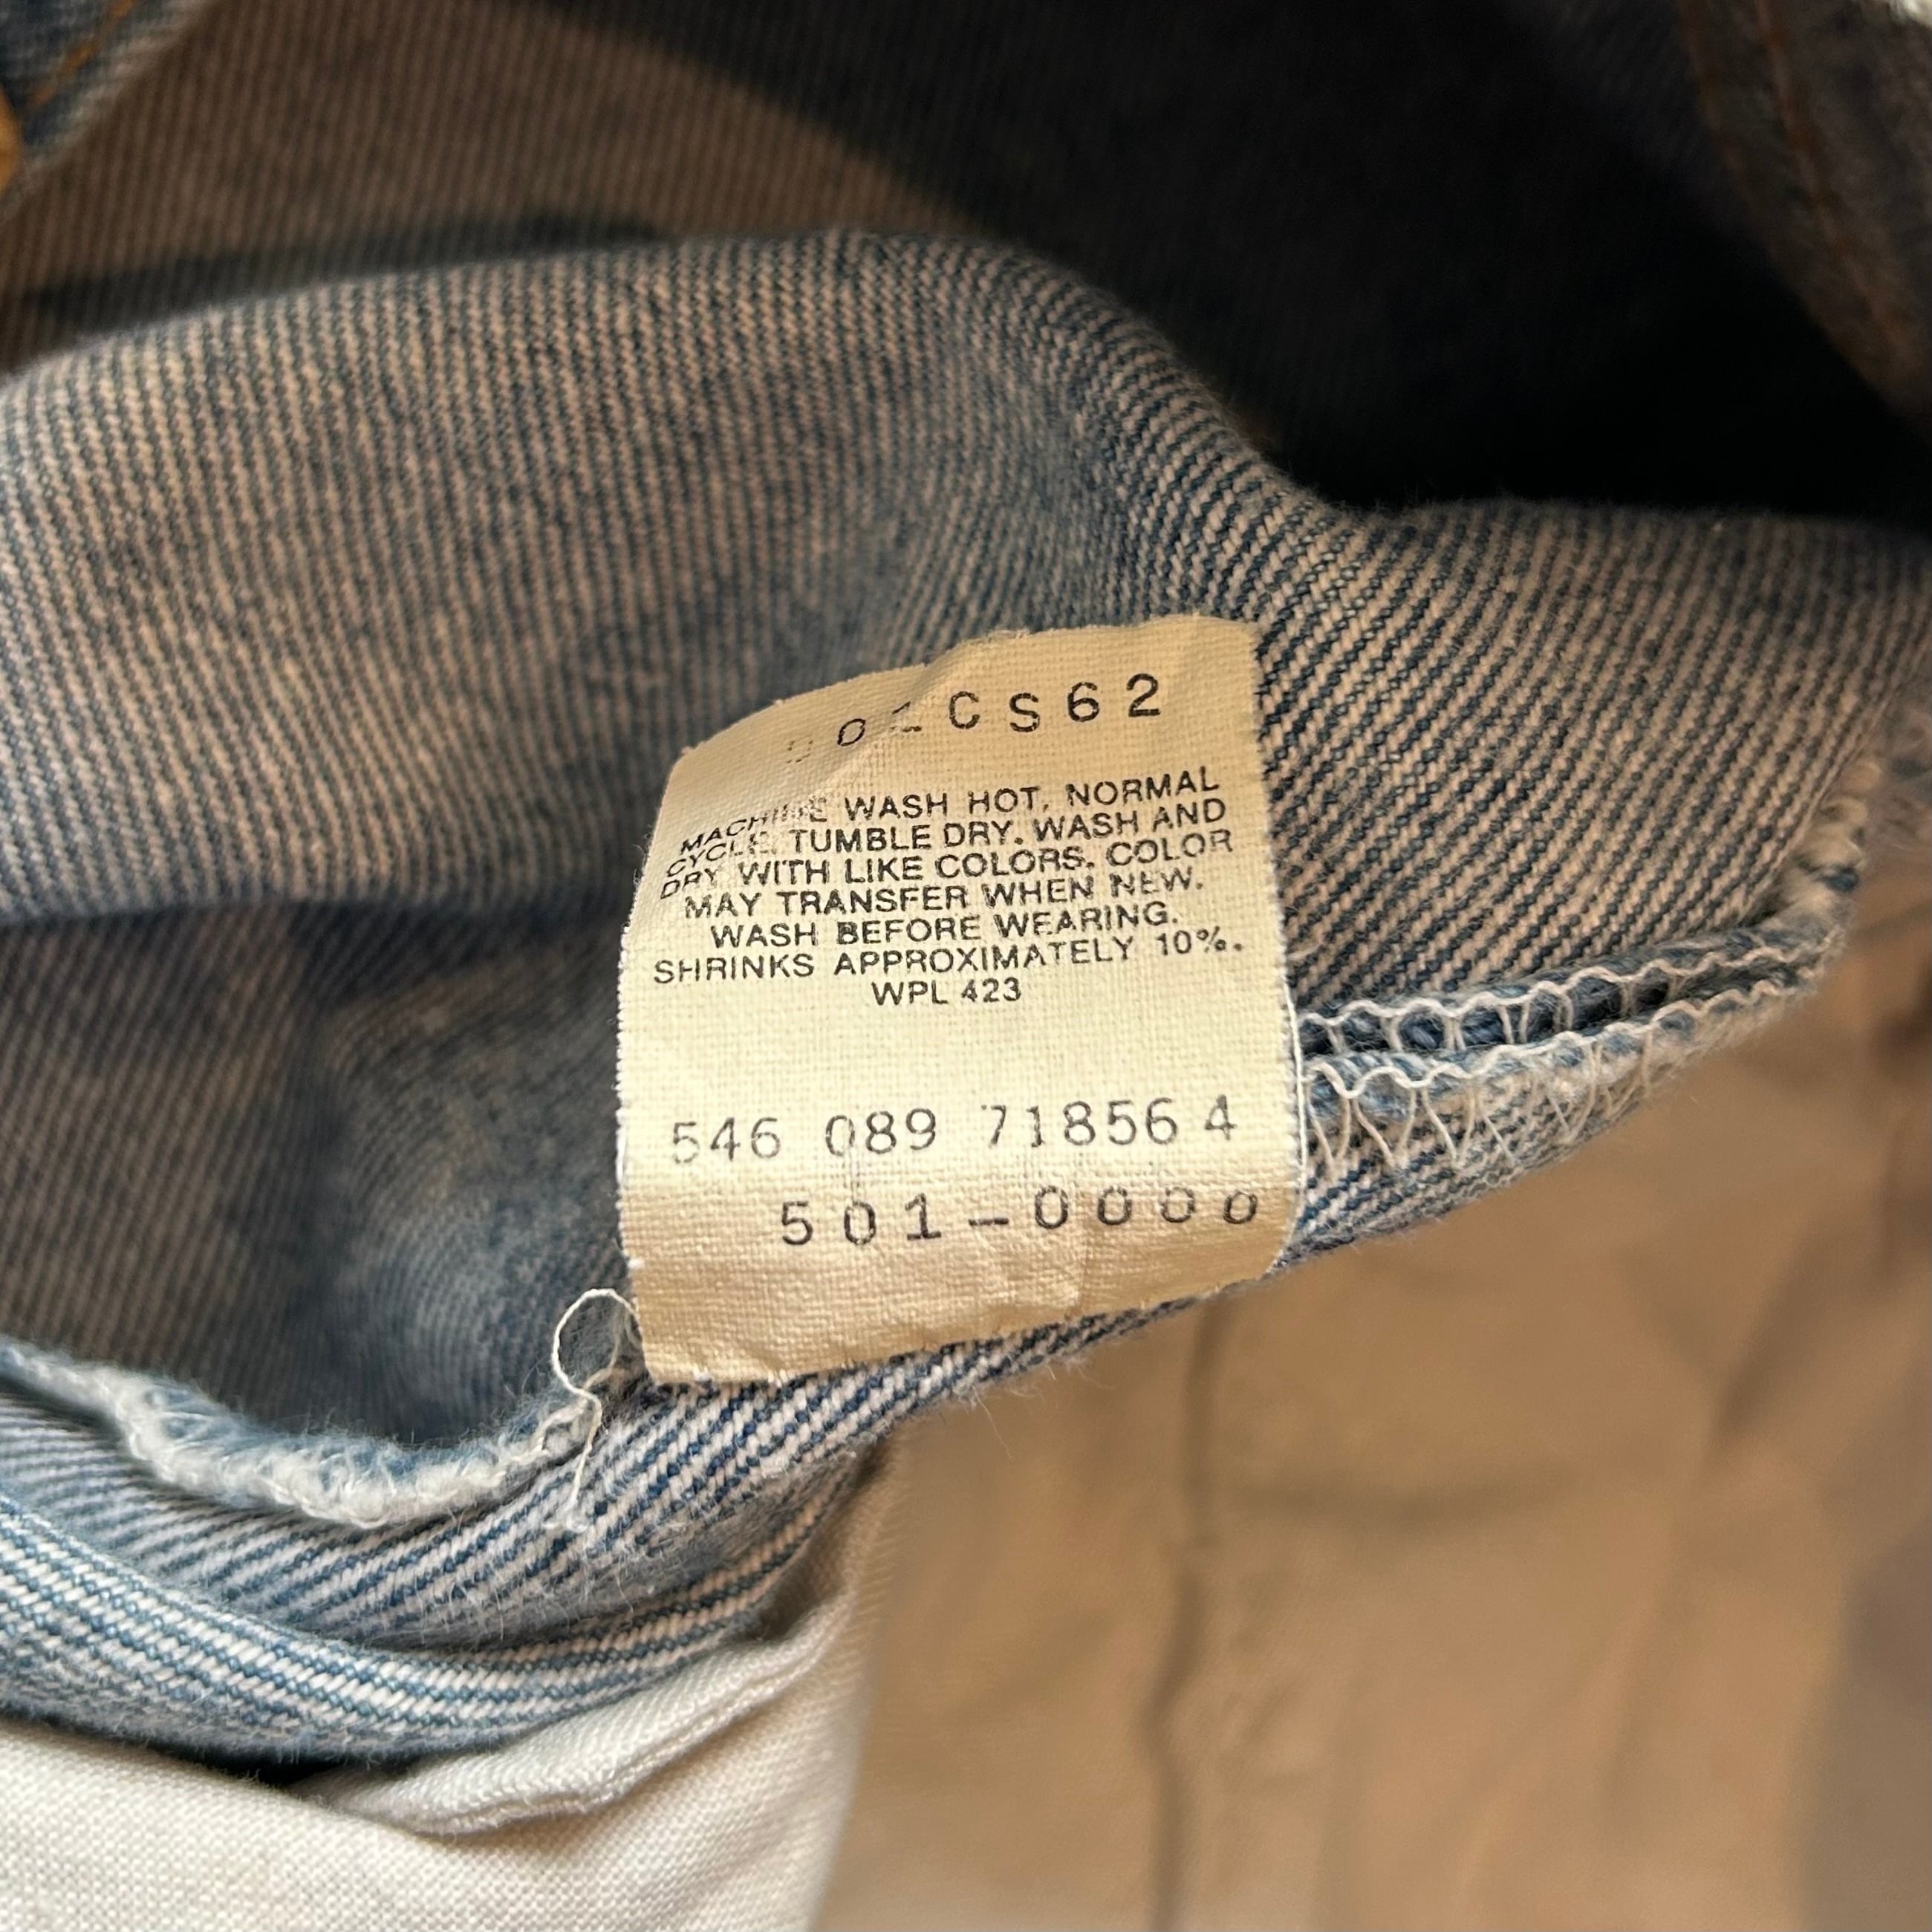 01CS62
MACHINE WASH HOT, NORMAL
CYCLE. TUMBLE DRY. WASH AND
DRY WITH LIKE COLORS. COLOR
MAY TRANSFER WHEN NEW.
WASH BEFORE WEARING.
SHRINKS APPROXIMATELY 10%.
WPL 423
546 089 71856 4
501-0000